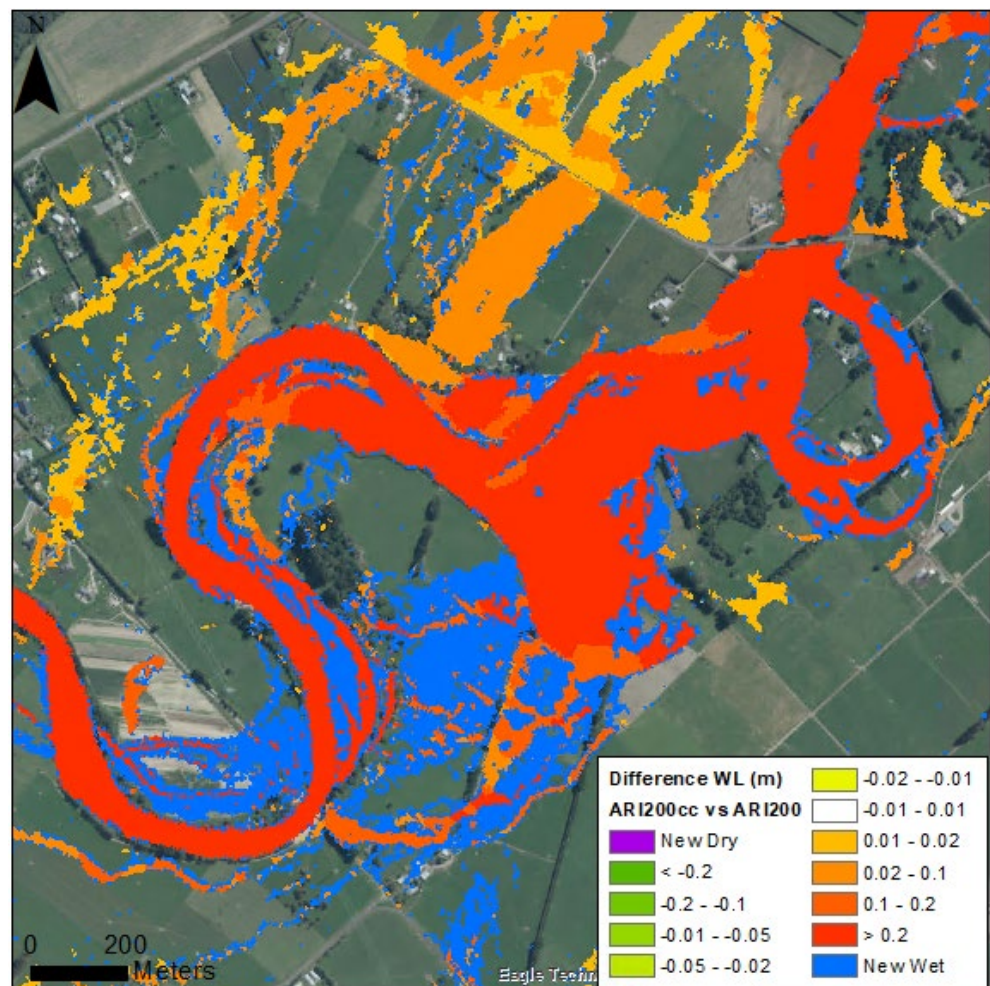 N
Difference WL (m)
ARI200cc vs ARI200
New Dry
< -0.2
-0.2 - -0.1
-0.01 - -0.05
-0.05 - -0.02
-0.02 - -0.01
-0.01 - 0.01
0.01 - 0.02
0.02 - 0.1
0.1 - 0.2
> 0.2
New Wet
0 200
Meters
Eagle Techn